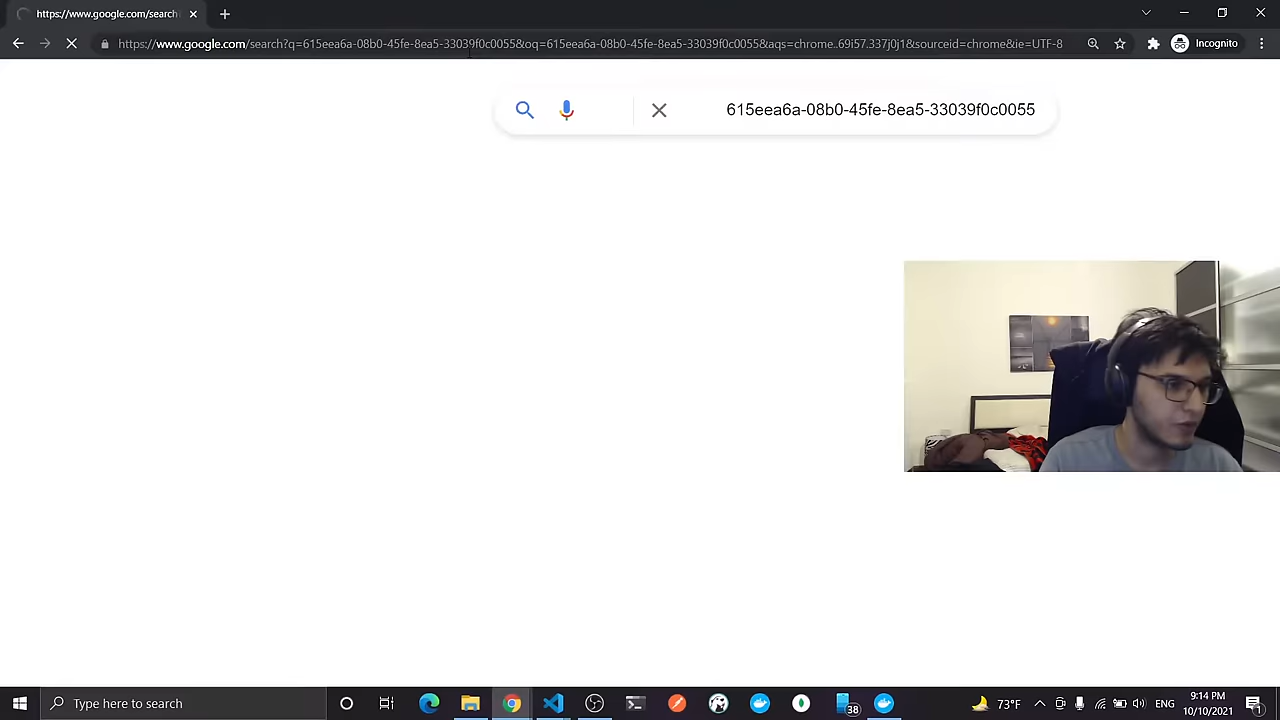 https://www.google.com/search
https://www.google.com/search?q=615eea6a-08b0-45fe-8ea5-33039f0c0055&oq=615eea6a-08b0-45fe-8ea5-33039f0c0055&aqs=chrome..69i57.337j0j1&sourceid=chrome&ie=UTF-8
Incognito
615eea6a-08b0-45fe-8ea5-33039f0c0055
Type here to search
38
73°F
ENG
9:14 PM
10/10/2021
1